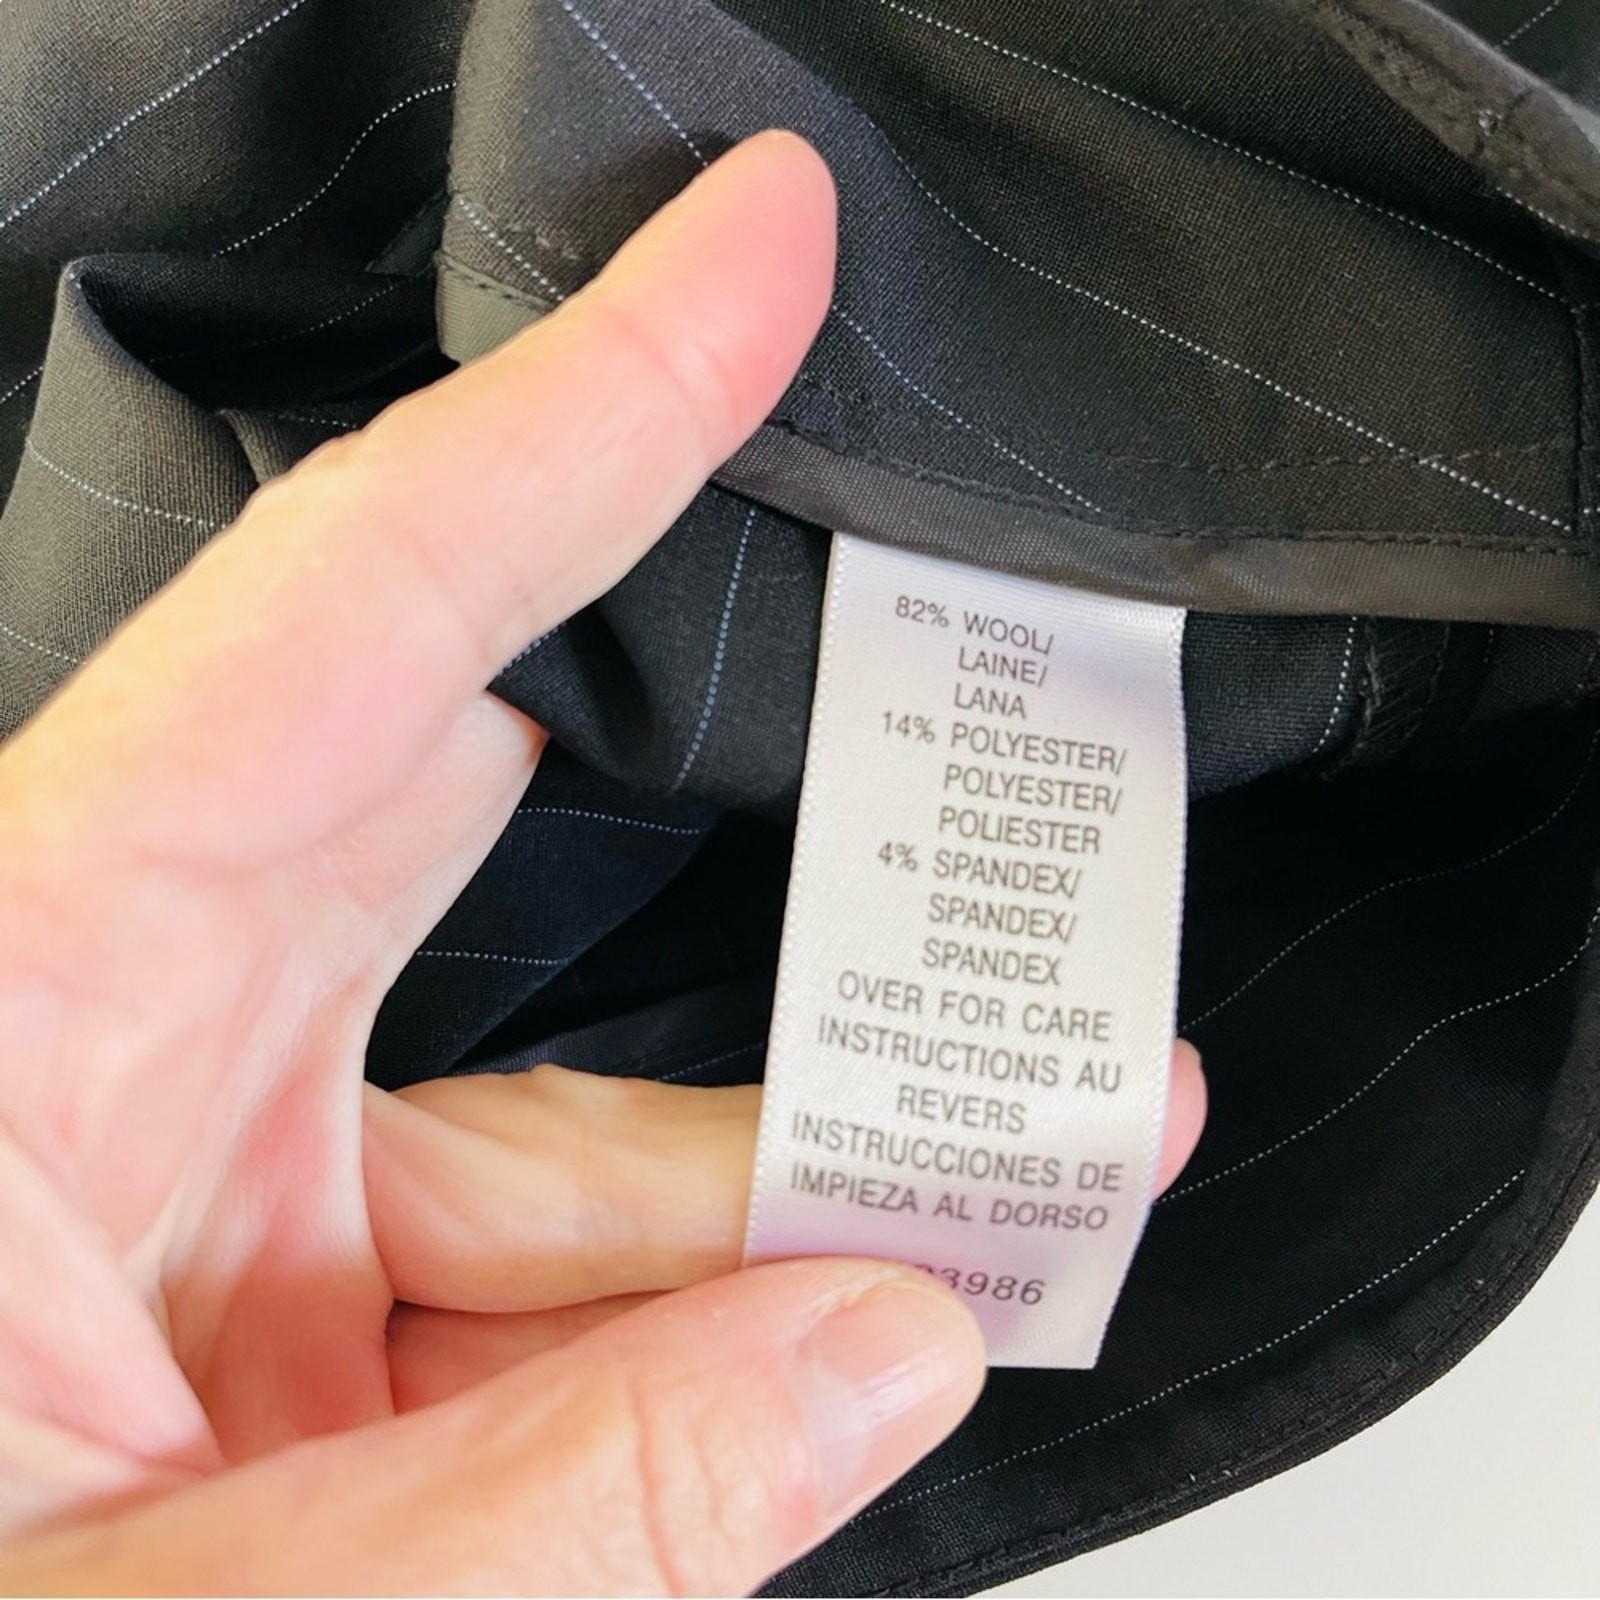 82% WOOL/
LAINE/
LANA
14% POLYESTER/
POLYESTER/
POLIESTER
4% SPANDEX/
SPANDEX/
SPANDEX
OVER FOR CARE
INSTRUCTIONS AU
REVERS
INSTRUCCIONES DE
IMPIEZA AL DORSO
3986